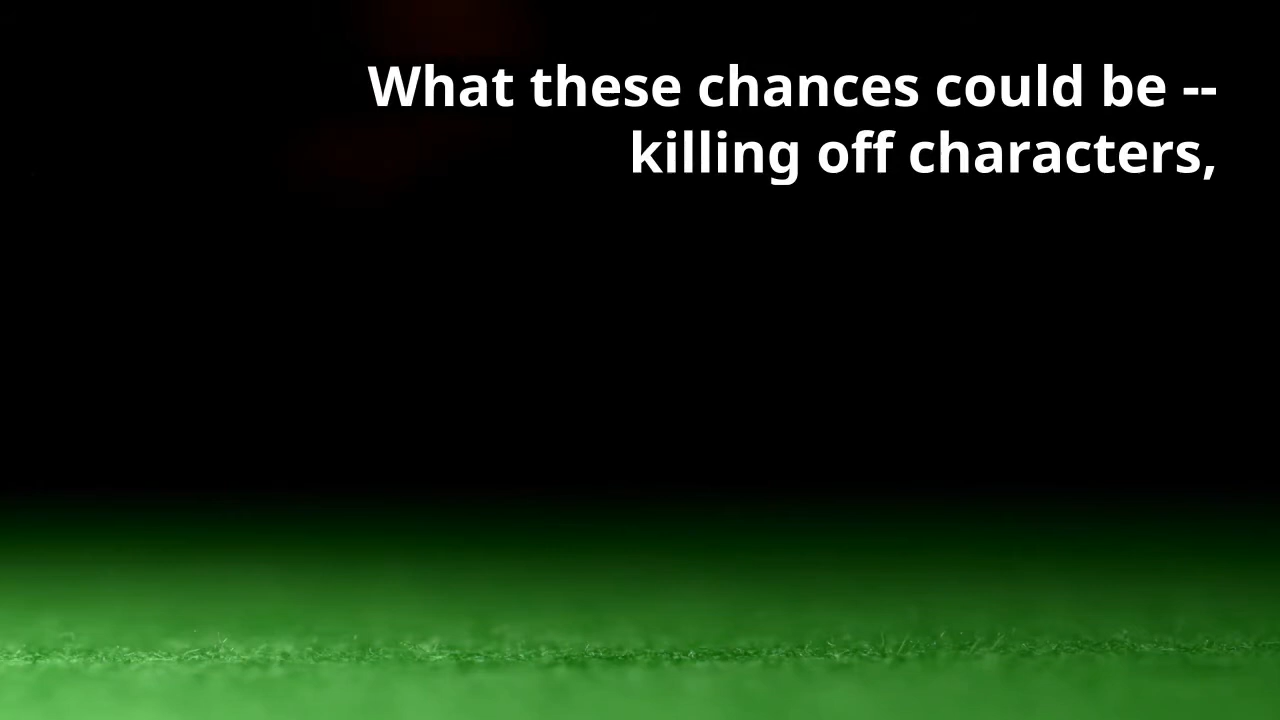 What these chances could be --
killing off characters,